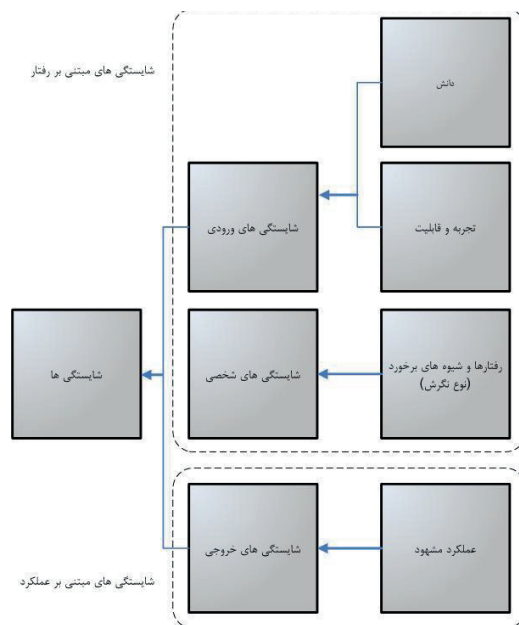 شایستگی های مبتنی بر رفتار
دانش
تجربه و قابلیت
شایستگی های ورودی
رفتارها و شیوه های برخورد
(نوع نگرش)
شایستگی های شخصی
شایستگی ها
عملکرد مشهود
شایستگی های خروجی
شایستگی های مبتنی بر عملکرد